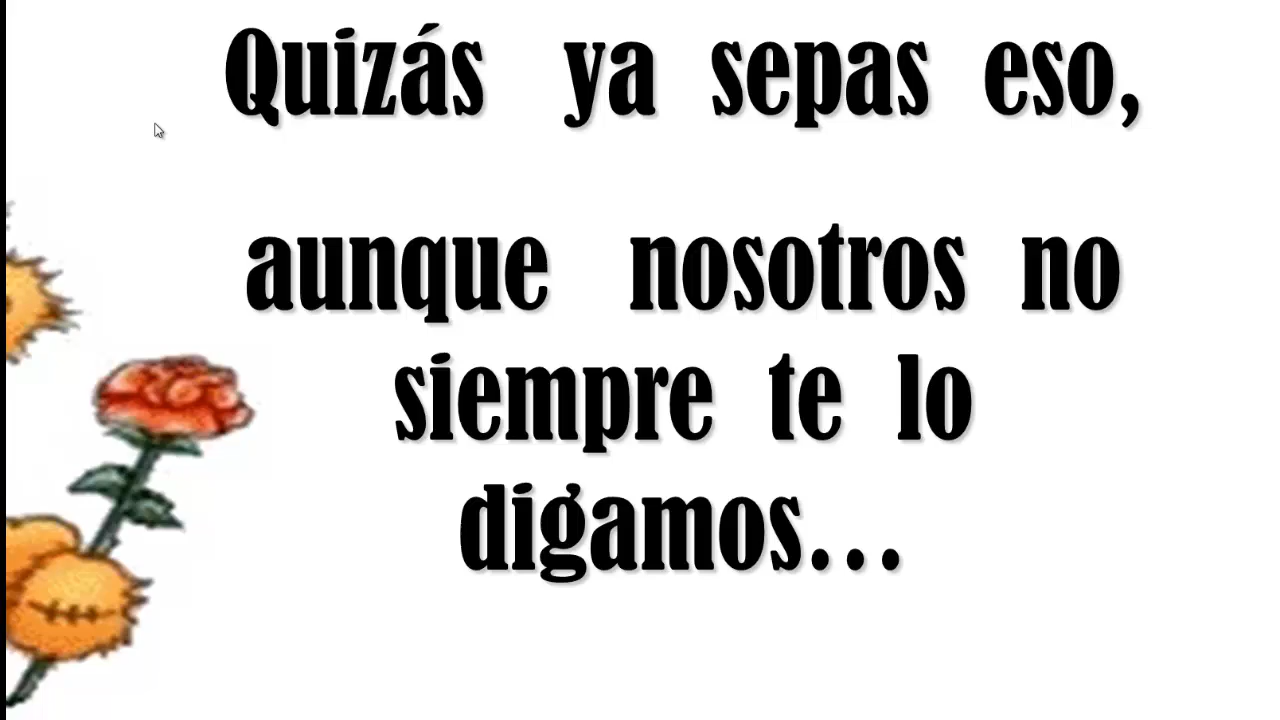 Quizás ya sepas eso,
aunque nosotros no
siempre te lo
digamos...